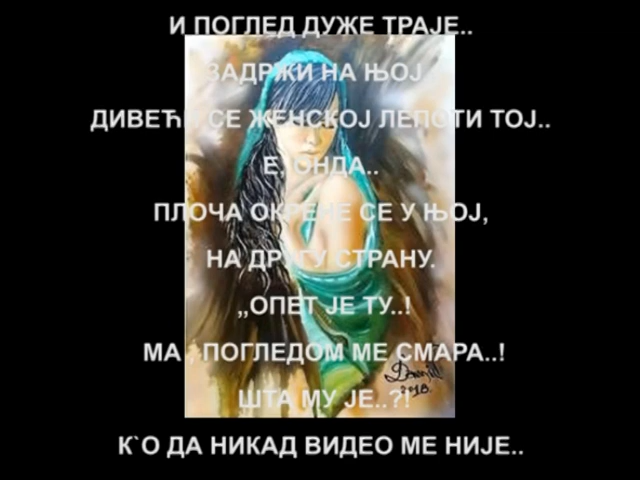 И ПОГЛЕД ДУЖЕ ТРАЈЕ..
ЗАДРЖИ НА ЊОЈ
ДИВЕЋИ СЕ ЖЕНСКОЈ ЛЕПОТИ ТОЈ..
Е, ОНДА..
ПЛОЧА ОКРЕНЕ СЕ У ЊОЈ,
НА ДРУГУ СТРАНУ.
„ОПЕТ ЈЕ ТУ..!
МА , ПОГЛЕДОМ МЕ СМАРА..!
ШТА МУ ЈЕ..?!
К`О ДА НИКАД ВИДЕО МЕ НИЈЕ..
2018.